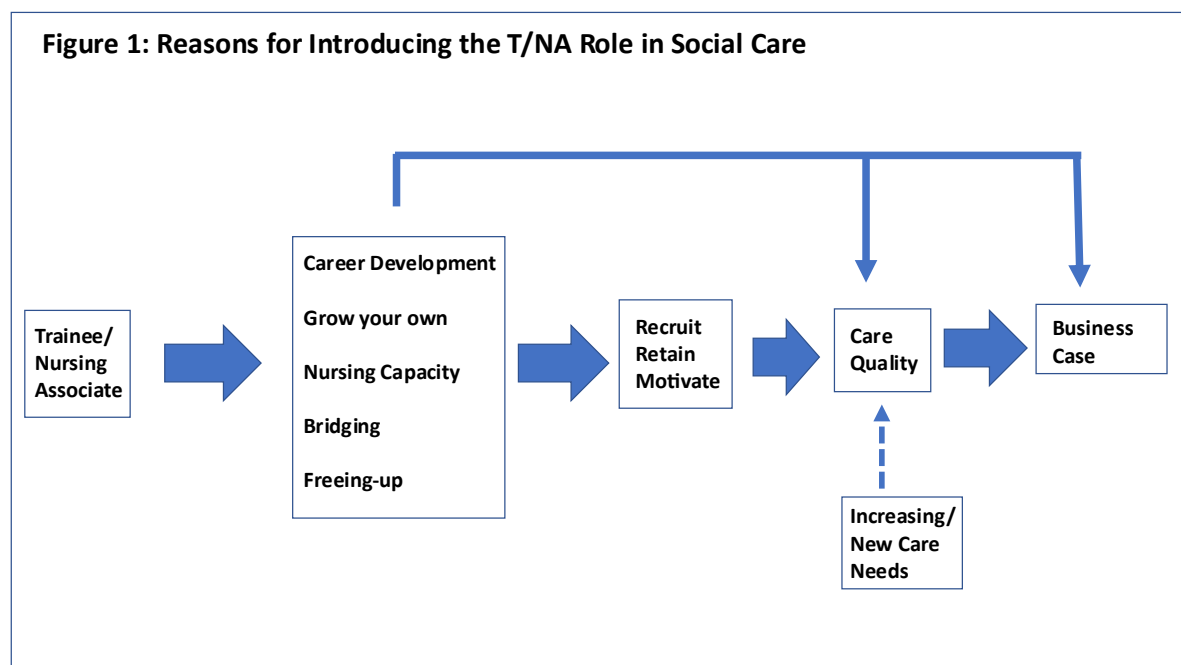 Figure 1: Reasons for Introducing the T/NA Role in Social Care
Trainee/
Nursing
Associate
Career Development
Grow your own
Nursing Capacity
Bridging
Freeing-up
Recruit
Retain
Motivate
Care
Quality
Business
Case
Increasing/
New Care
Needs